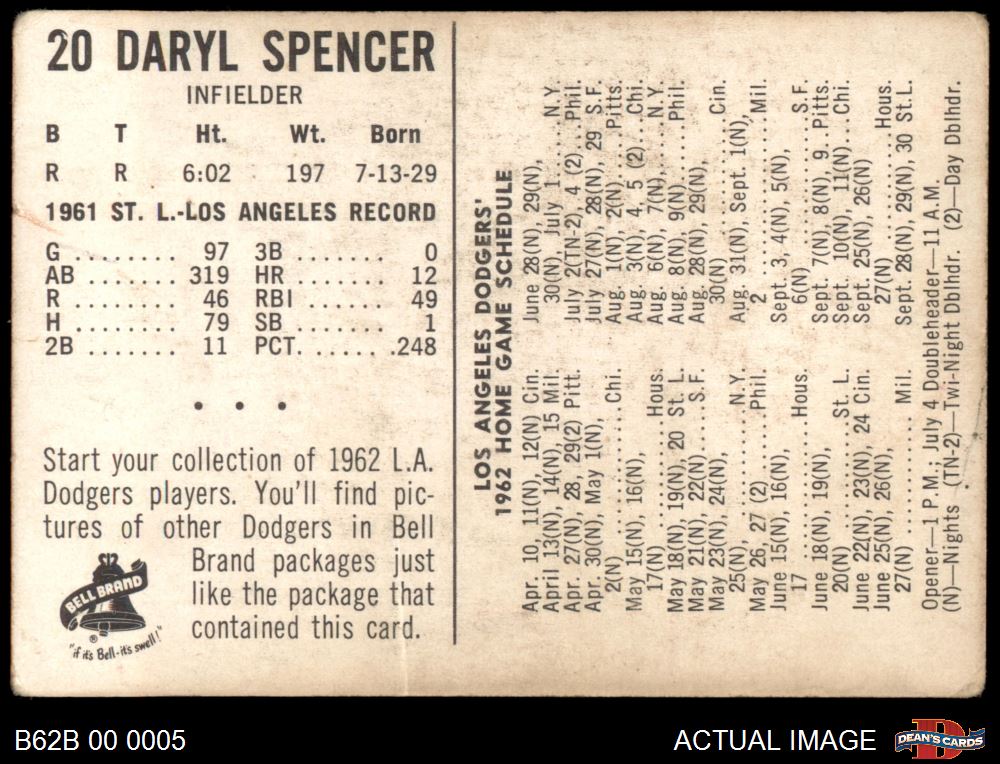 20 DARYL SPENCER
INFIELDER
B T Ht. Wt. Born
R R 6:02 197 7-13-29
1961 ST. L.-LOS ANGELES RECORD
G ........ 97 3B ....... 0
AB ....... 319 HR ....... 12
R ........ 46 RBI ...... 49
H ........ 79 SB ....... 1
2B ....... 11 PCT. ......248
• • •
Start your collection of 1962 L.A.
Dodgers players. You'll find pic-
tures of other Dodgers in Bell
Brand packages just
like the package that
contained this card.
BELL BRAND
®
"if it's Bell-it's swell!"
LOS ANGELES DODGERS'
1962 HOME GAME SCHEDULE
Apr. 10, 11(N), 12(N) Cin.
April 13(N), 14(N), 15 Mil.
Apr. 27(N), 28, 29(2) Pitt.
Apr. 30(N), May 1(N),
2(N) ............Chi.
May 15(N), 16(N),
17(N) ............Hous.
May 18(N), 19(N), 20 St. L.
May 21(N), 22(N) .....S.F.
May 23(N), 24(N),
25(N), ............N.Y.
May 26, 27 (2) .......Phil.
June 15(N), 16(N),
17 ..............Hous.
June 18(N), 19(N),
20(N) ..........St. L.
June 22(N), 23(N), 24 Cin.
June 25(N), 26(N),
27(N) ............ Mil.
June 28(N), 29(N),
30(N), July 1 .....N.Y.
July 2(TN-2), 4 (2) ..Phil.
July 27(N), 28(N), 29 S.F.
Aug. 1(N), 2(N) .....Pitts.
Aug. 3(N), 4, 5 (2) ..Chi.
Aug. 6(N), 7(N) ......N.Y.
Aug. 8(N), 9(N) .....Phil.
Aug. 28(N), 29(N),
30(N) ............Cin.
Aug. 31(N), Sept. 1(N),
2 ................Mil.
Sept. 3, 4(N), 5(N),
6(N) .............S.F.
Sept. 7(N), 8(N), 9..Pitts.
Sept. 10(N), 11(N) ...Chi.
Sept. 25(N), 26(N)
27(N) ............Hous.
Sept. 28(N), 29(N), 30 St.L.
Opener—1 P.M.; July 4 Doubleheader—11 A.M.
(N)—Nights (TN-2)—Twi-Night Dblhdr. (2)—Day Dblhdr.
B62B 00 0005
ACTUAL IMAGE
DEAN'S CARDS